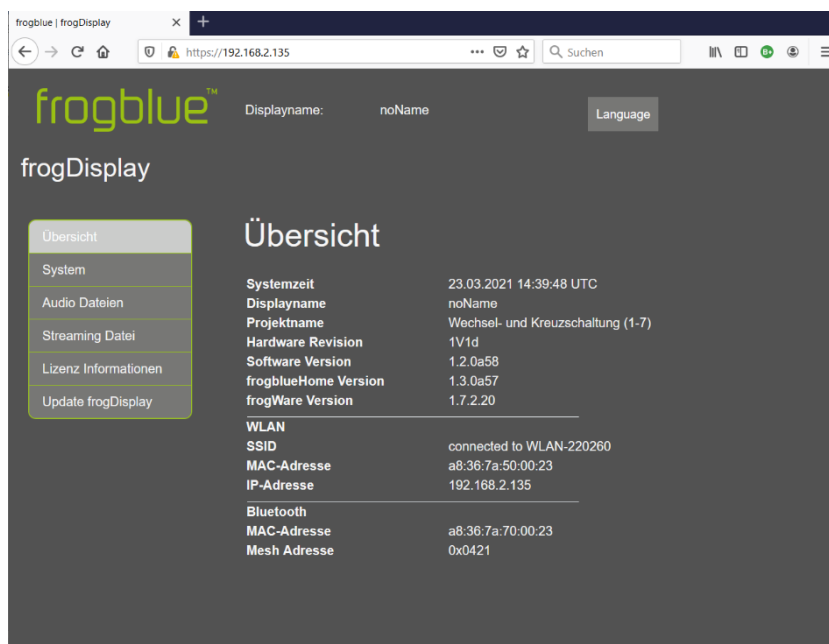 frogblue | frogDisplay
https://192.168.2.135
Suchen
frogblue™
Displayname: noName
Language
frogDisplay
Übersicht
System
Audio Dateien
Streaming Datei
Lizenz Informationen
Update frogDisplay
Übersicht
Systemzeit 23.03.2021 14:39:48 UTC
Displayname noName
Projektname Wechsel- und Kreuzschaltung (1-7)
Hardware Revision 1V1d
Software Version 1.2.0a58
frogblueHome Version 1.3.0a57
frogWare Version 1.7.2.20
WLAN
SSID connected to WLAN-220260
MAC-Adresse a8:36:7a:50:00:23
IP-Adresse 192.168.2.135
Bluetooth
MAC-Adresse a8:36:7a:70:00:23
Mesh Adresse 0x0421